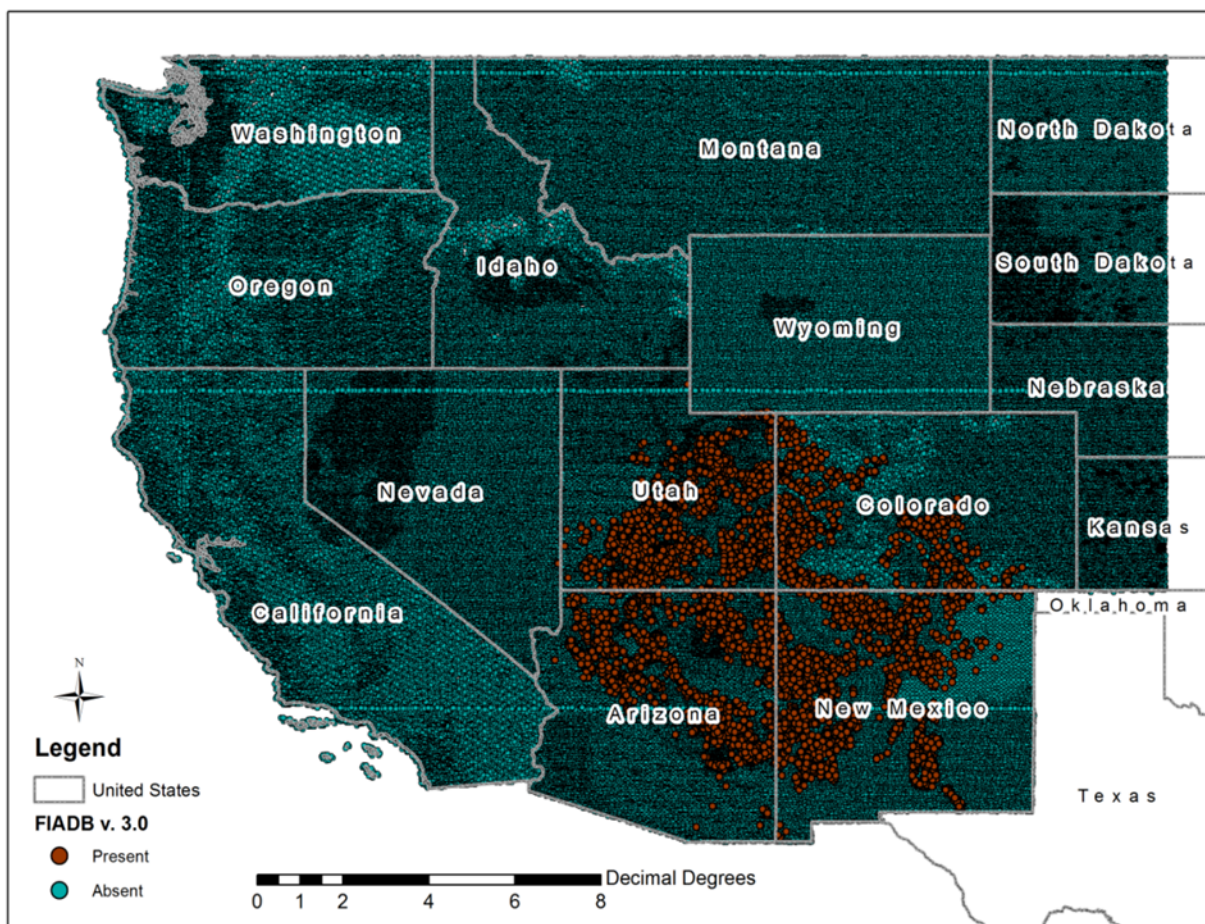 Washington
North Dakota
Montana
South Dakota
Idaho
Oregon
Wyoming
Nebraska
Nevada
Utah
Colorado
Kansas
California
Oklahoma
Arizona
New Mexico
Texas
N
Legend
United States
FIADB v. 3.0
Present
Absent
Decimal Degrees
0 1 2 4 6 8